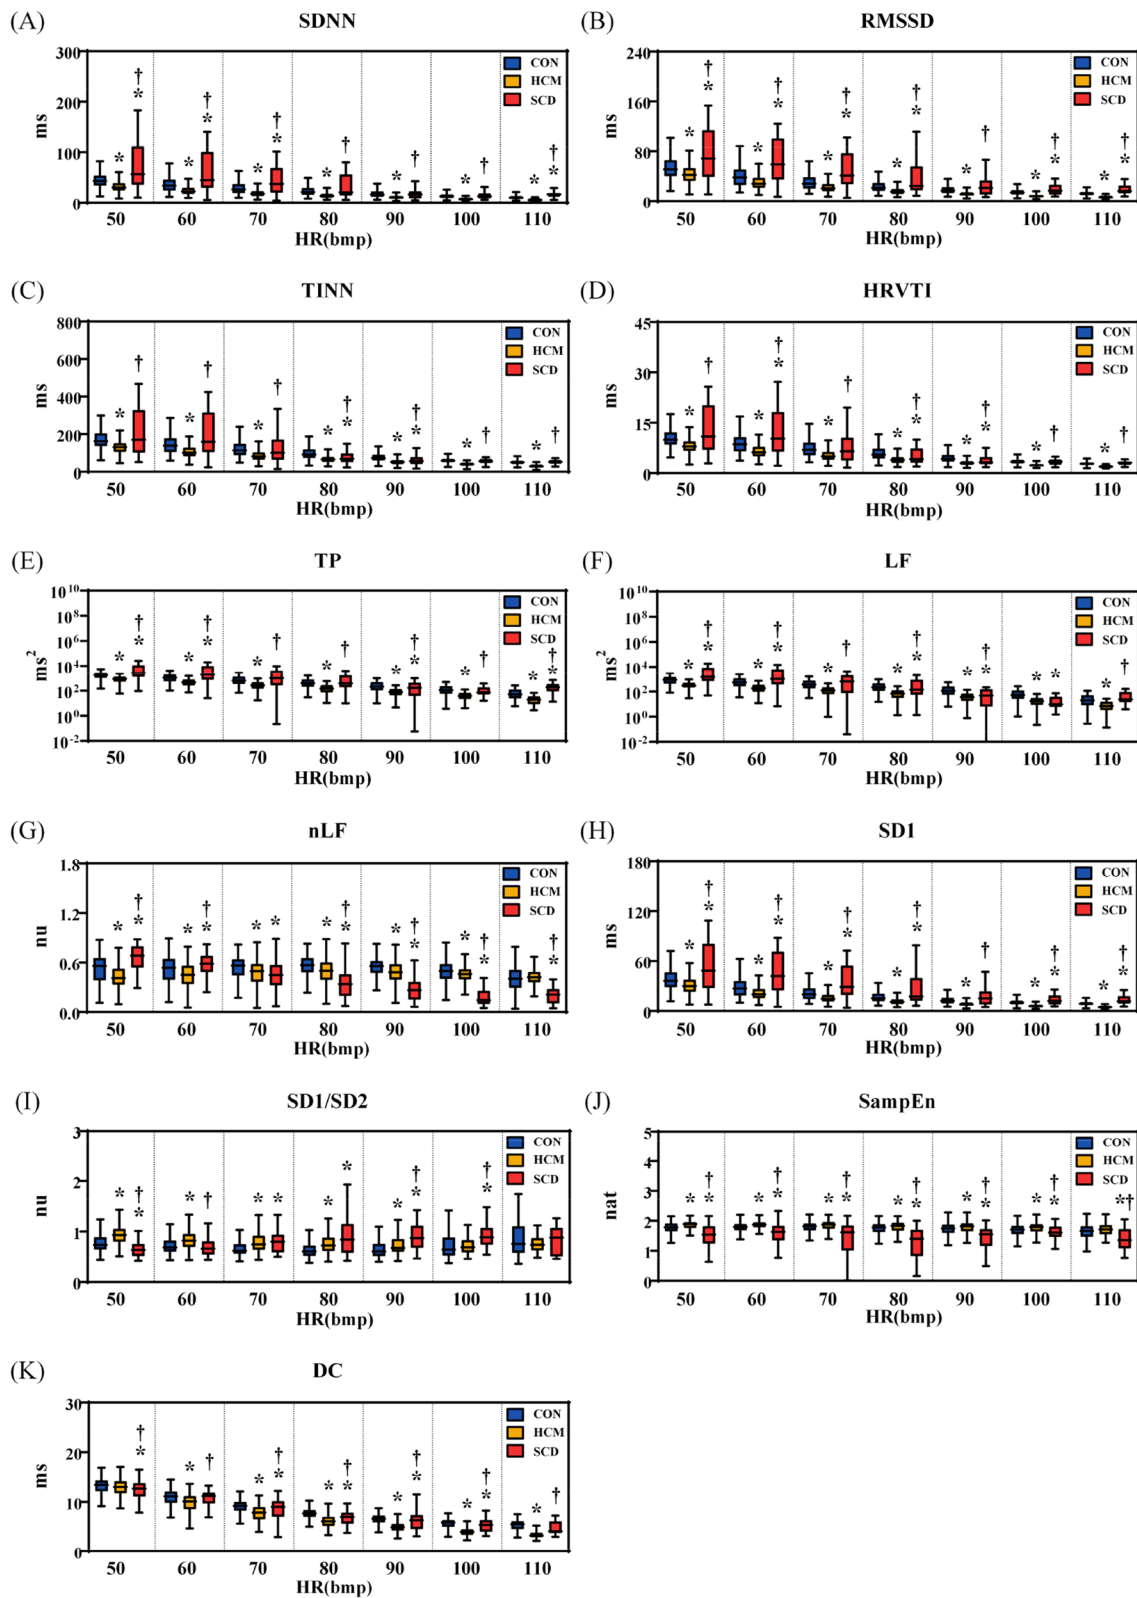 (A) SDNN
300
200
100
0
ms
CON
HCM
SCD
* † * * † * * † * * † * † * † * † *
50 60 70 80 90 100 110
HR(bmp)
(B) RMSSD
240
160
80
0
ms
CON
HCM
SCD
* † * * † * * † * * † * * † * † * * † *
50 60 70 80 90 100 110
HR(bmp)
(C) TINN
800
600
400
200
0
ms
CON
HCM
SCD
* † * † * † * † * * † * * † * †
50 60 70 80 90 100 110
HR(bmp)
(D) HRVTI
45
30
15
0
ms
CON
HCM
SCD
* † * † * * † * † * * † * * † * †
50 60 70 80 90 100 110
HR(bmp)
(E) TP
10^10
10^8
10^6
10^4
10^2
10^0
10^-2
ms²
CON
HCM
SCD
* † * * † * * † * † * † * * † * † *
50 60 70 80 90 100 110
HR(bmp)
(F) LF
10^10
10^8
10^6
10^4
10^2
10^0
10^-2
ms²
CON
HCM
SCD
* † * * † * * † * † * * † * * * * †
50 60 70 80 90 100 110
HR(bmp)
(G) nLF
1.8
1.2
0.6
0.0
nu
CON
HCM
SCD
* † * * † * * * * † * * † * * † * † *
50 60 70 80 90 100 110
HR(bmp)
(H) SD1
180
120
60
0
ms
CON
HCM
SCD
* † * * † * * † * * † * * † * † * * † *
50 60 70 80 90 100 110
HR(bmp)
(I) SD1/SD2
3
2
1
0
nu
CON
HCM
SCD
* † * * † * * † * * * † * * † *
50 60 70 80 90 100 110
HR(bmp)
(J) SampEn
5
4
3
2
1
0
nat
CON
HCM
SCD
* † * * † * * † * * † * * † * * † * *†
50 60 70 80 90 100 110
HR(bmp)
(K) DC
30
20
10
0
ms
CON
HCM
SCD
† * * † * † * * † * * † * * † * * †
50 60 70 80 90 100 110
HR(bmp)